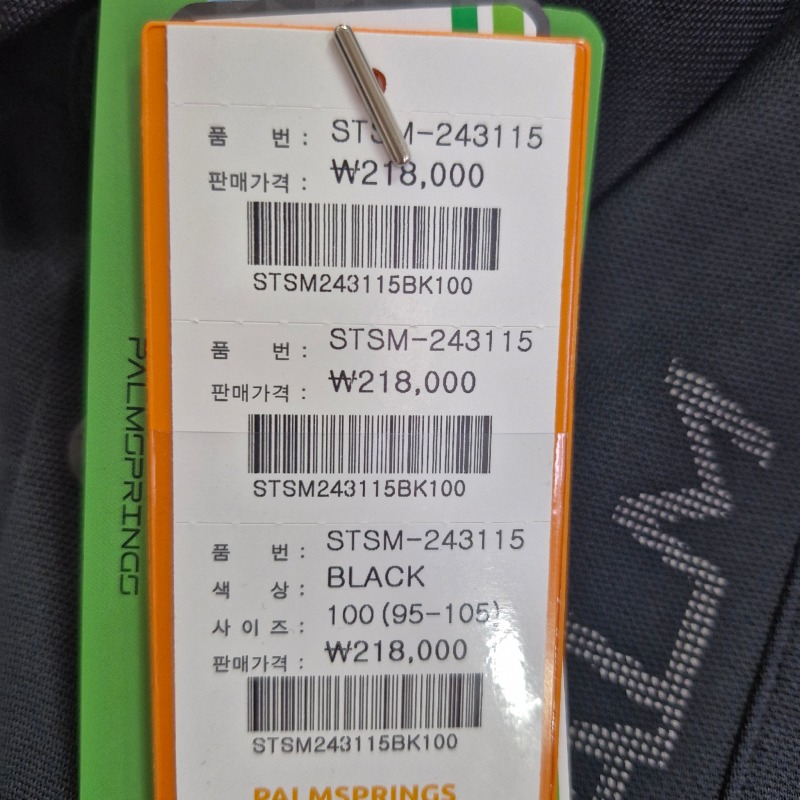 품 번 : STSM-243115
판매가격 : ₩218,000
STSM243115BK100
품 번 : STSM-243115
판매가격 : ₩218,000
STSM243115BK100
품 번 : STSM-243115
색 상 : BLACK
사 이 즈 : 100(95-105)
판매가격 : ₩218,000
STSM243115BK100
PALMSPRINGS
PALMSPRINGS
ALM